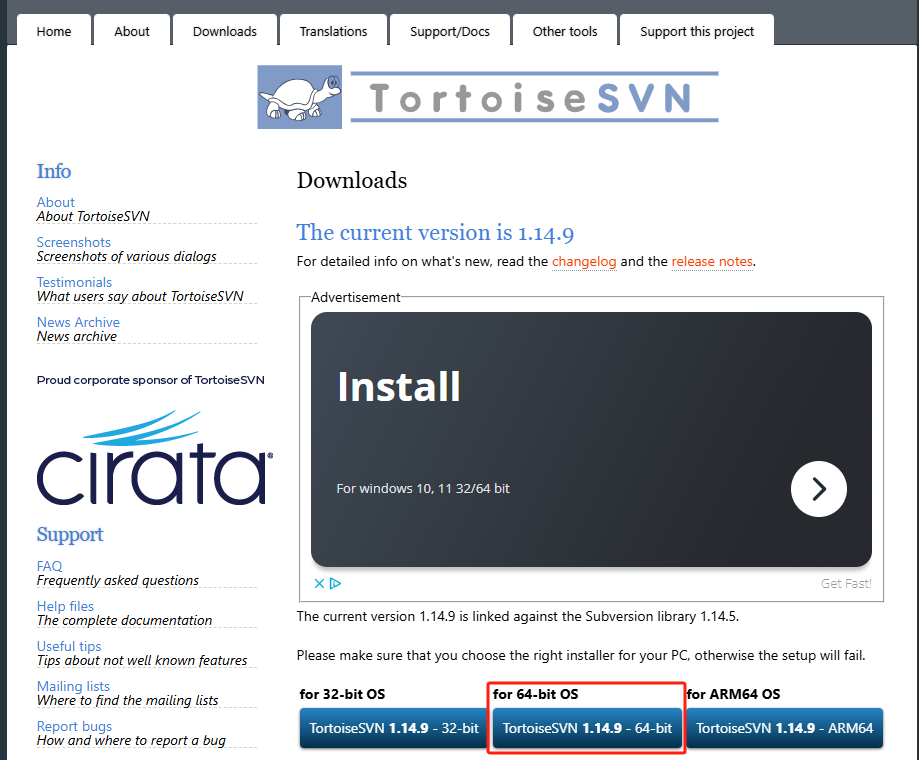 Home About Downloads Translations Support/Docs Other tools Support this project
TortoiseSVN
Info
About
About TortoiseSVN
Screenshots
Screenshots of various dialogs
Testimonials
What users say about TortoiseSVN
News Archive
News archive
Proud corporate sponsor of TortoiseSVN
cirata®
Support
FAQ
Frequently asked questions
Help files
The complete documentation
Useful tips
Tips about not well known features
Mailing lists
Where to find the mailing lists
Report bugs
How and where to report a bug
Downloads
The current version is 1.14.9
For detailed info on what's new, read the changelog and the release notes.
Advertisement
Install
For windows 10, 11 32/64 bit
Get Fast!
The current version 1.14.9 is linked against the Subversion library 1.14.5.
Please make sure that you choose the right installer for your PC, otherwise the setup will fail.
for 32-bit OS for 64-bit OS for ARM64 OS
TortoiseSVN 1.14.9 - 32-bit TortoiseSVN 1.14.9 - 64-bit TortoiseSVN 1.14.9 - ARM64